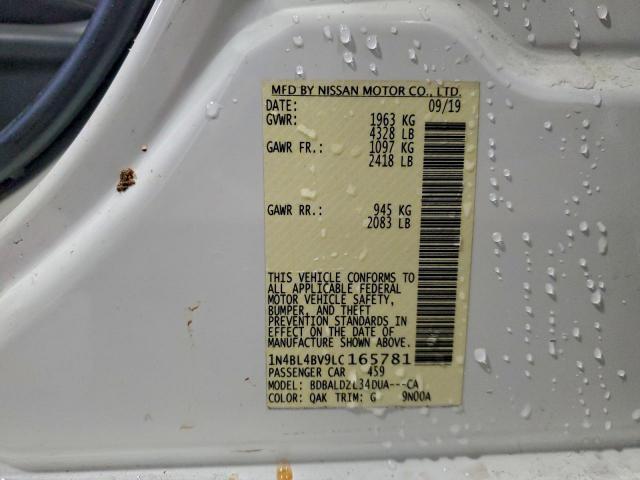 MFD BY NISSAN MOTOR CO., LTD.
DATE: 09/19
GVWR: 1963 KG
4328 LB
GAWR FR.: 1097 KG
2418 LB
GAWR RR.: 945 KG
2083 LB
THIS VEHICLE CONFORMS TO
ALL APPLICABLE FEDERAL
MOTOR VEHICLE SAFETY,
BUMPER, AND THEFT
PREVENTION STANDARDS IN
EFFECT ON THE DATE OF
MANUFACTURE SHOWN ABOVE.
1N4BL4BV9LC165781
PASSENGER CAR 459
MODEL: BDBALD2L34DUA---CA
COLOR: QAK TRIM: G 9N00A